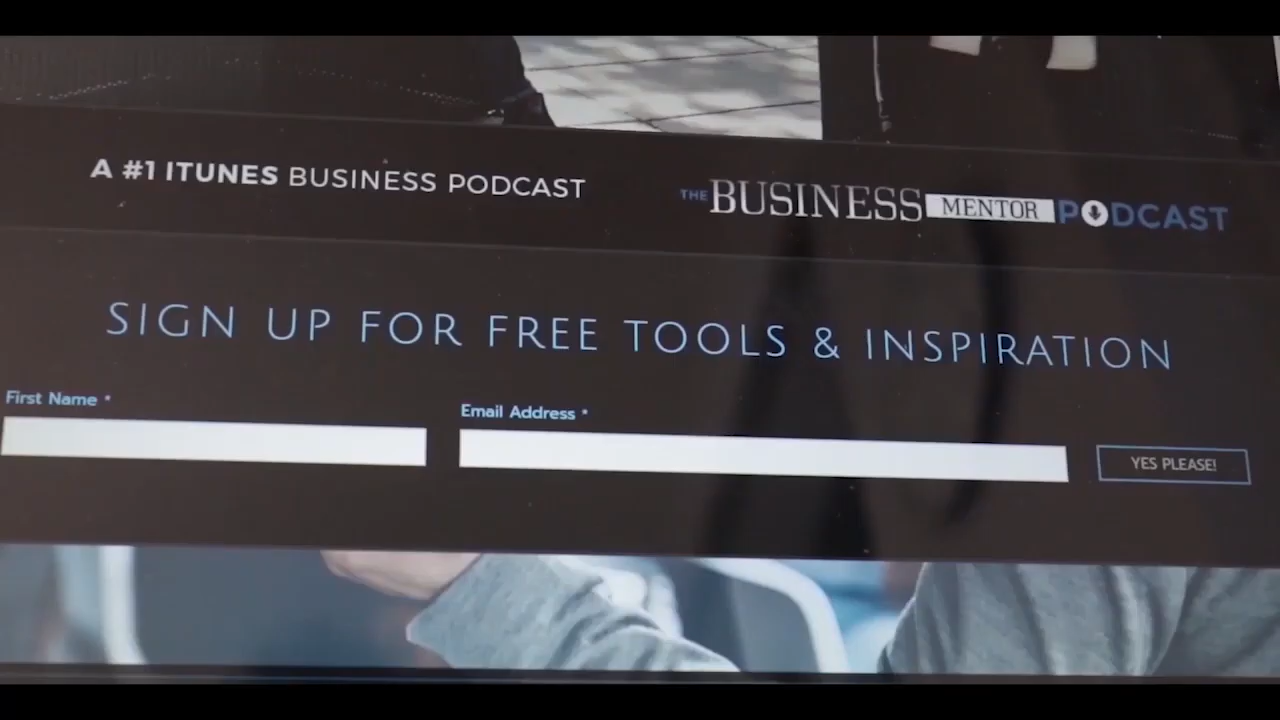 A #1 ITUNES BUSINESS PODCAST
THE BUSINESS MENTOR PODCAST
SIGN UP FOR FREE TOOLS & INSPIRATION
First Name *
Email Address *
YES PLEASE!